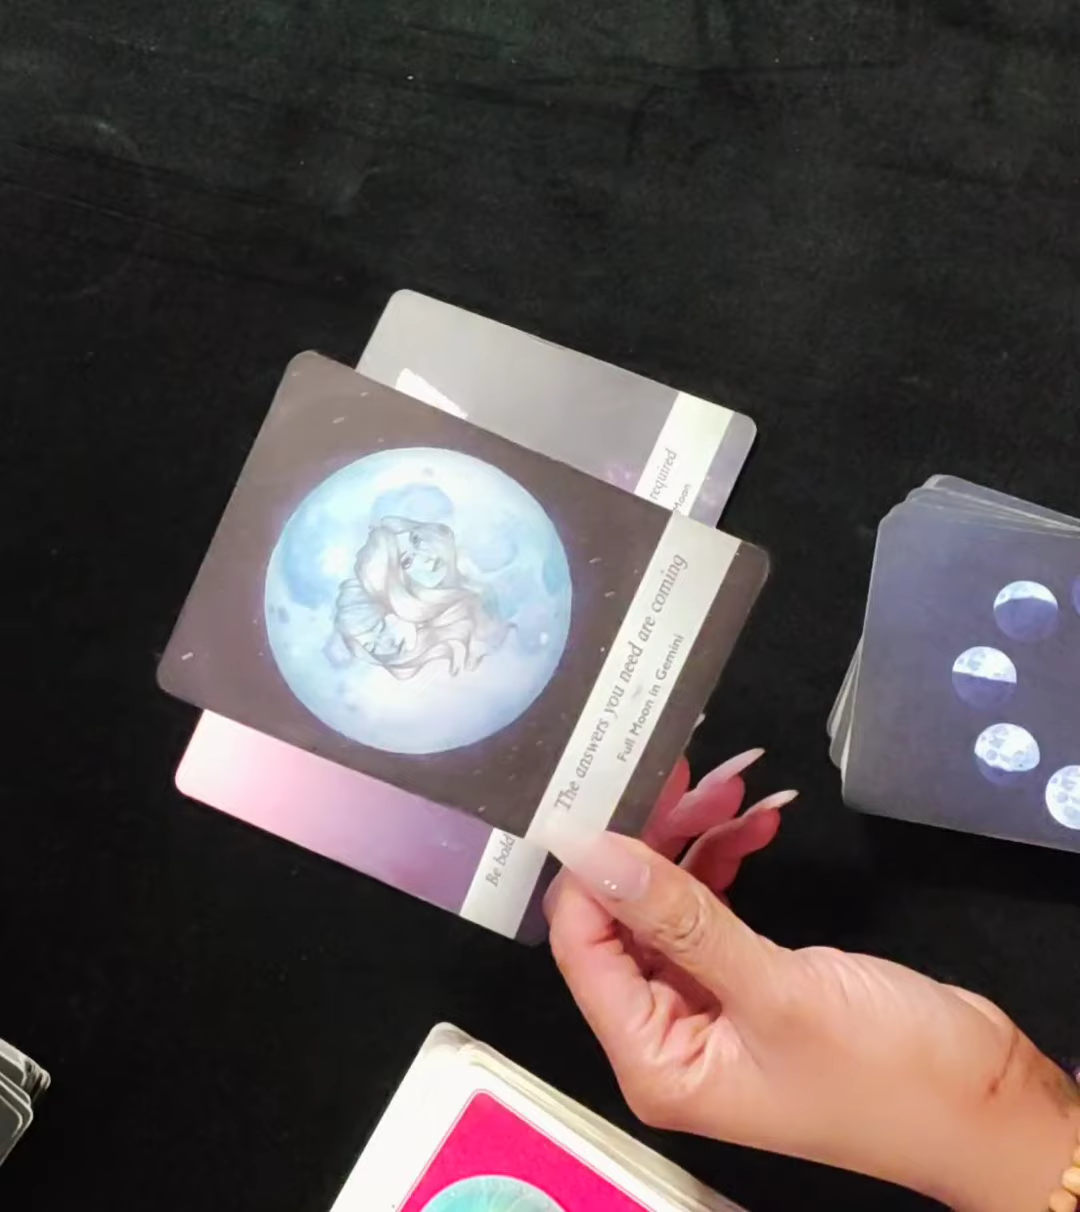 required
Moon
The answers you need are coming
Full Moon in Gemini
Be bold